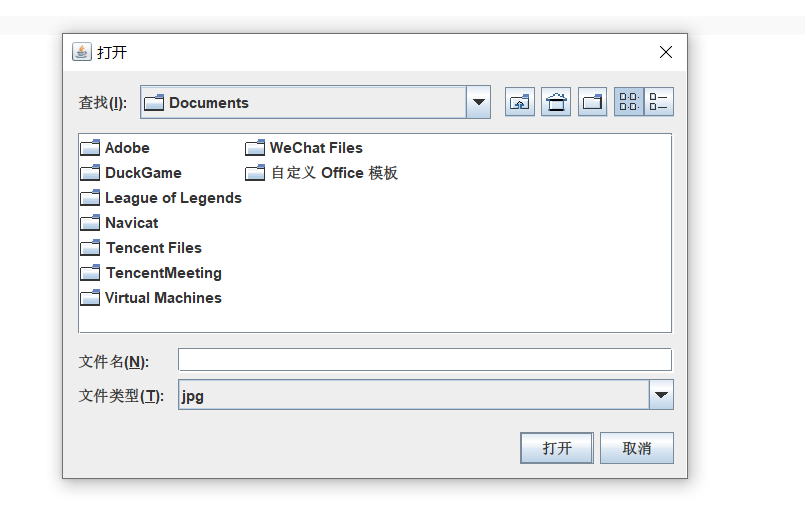 打开
查找(I): Documents
Adobe WeChat Files
DuckGame 自定义 Office 模板
League of Legends
Navicat
Tencent Files
TencentMeeting
Virtual Machines
文件名(N):
文件类型(T): jpg
打开 取消